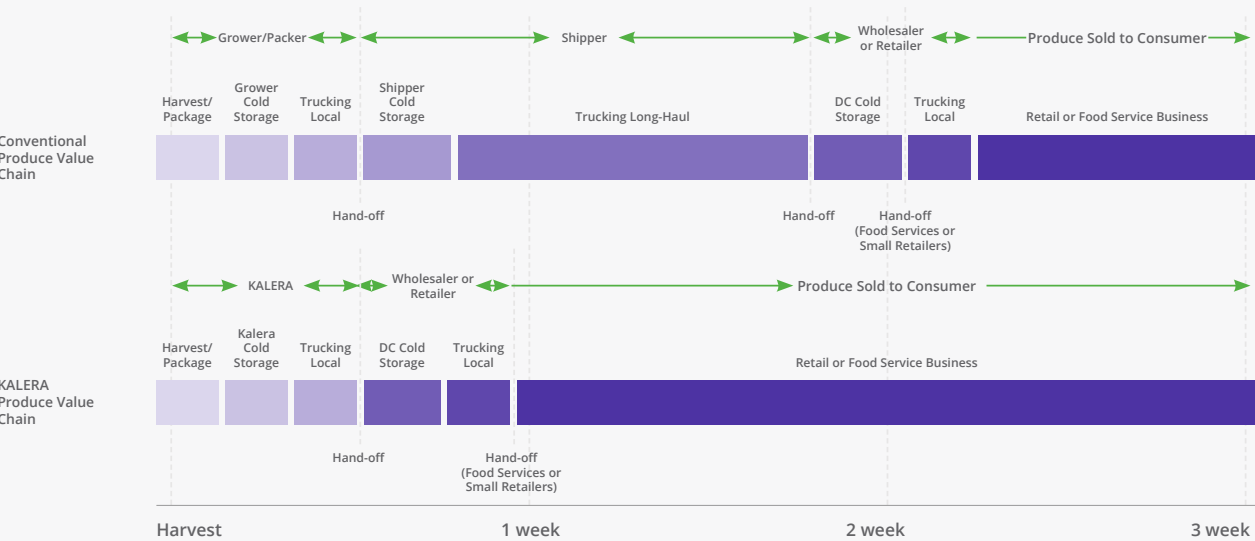 Grower/Packer
Shipper
Wholesaler
or Retailer
Produce Sold to Consumer
Harvest/
Package
Grower
Cold
Storage
Trucking
Local
Shipper
Cold
Storage
Trucking Long-Haul
DC Cold
Storage
Trucking
Local
Retail or Food Service Business
Conventional
Produce Value
Chain
Hand-off
Hand-off
Hand-off
(Food Services or
Small Retailers)
KALERA
Wholesaler or
Retailer
Produce Sold to Consumer
Harvest/
Package
Kalera
Cold
Storage
Trucking
Local
DC Cold
Storage
Trucking
Local
Retail or Food Service Business
KALERA
Produce Value
Chain
Hand-off
Hand-off
(Food Services or
Small Retailers)
Harvest
1 week
2 week
3 week